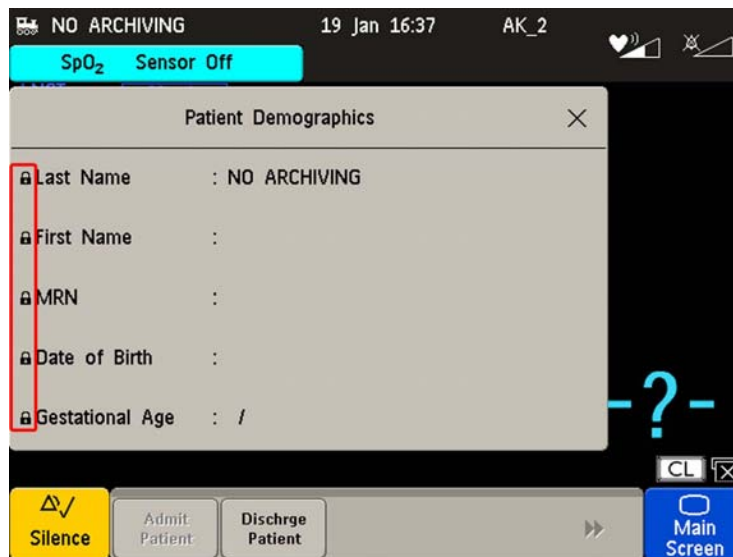 NO ARCHIVING 19 Jan 16:37 AK_2
SpO2 Sensor Off
Patient Demographics
Last Name : NO ARCHIVING
First Name :
MRN :
Date of Birth :
Gestational Age : /
-?-
CL
Silence
Admit Patient
Dischrge Patient
Main Screen